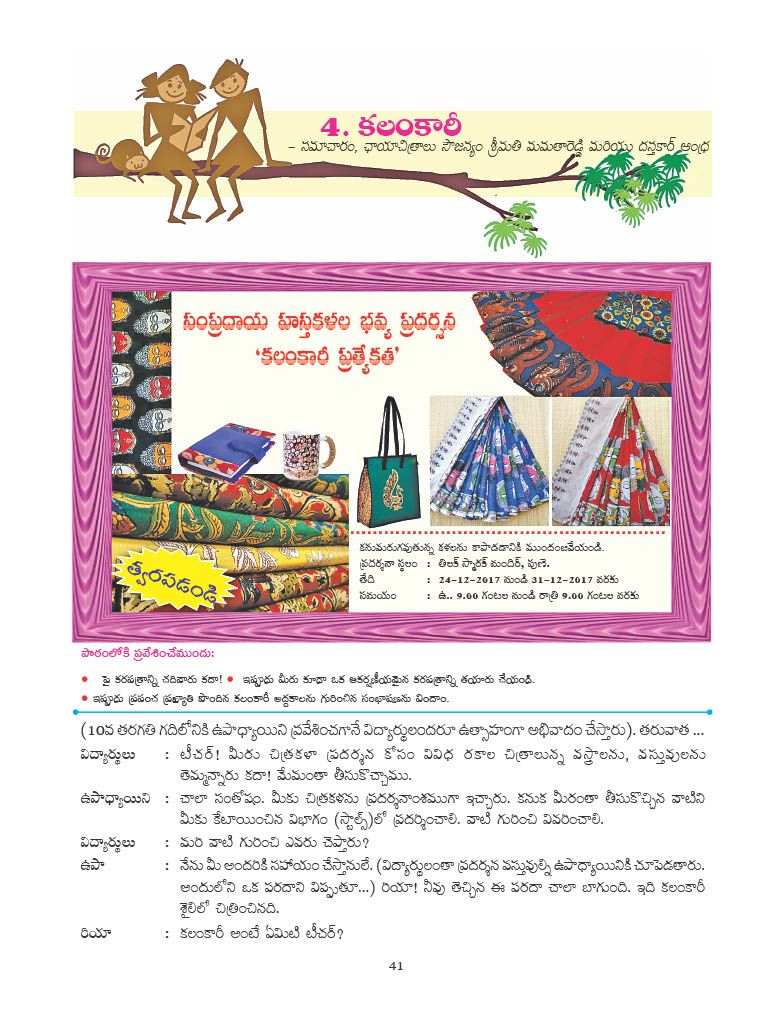 4. కలంకారీ
– సమాచారం, ఛాయాచిత్రాలు సౌజన్యం శ్రీమతి మమతారెడ్డి మరియు దస్తకార్ ఆంధ్ర
సంప్రదాయ హస్తకళల భవ్య ప్రదర్శన
‘కలంకారీ ప్రత్యేకత’
కనుమరుగవుతున్న కళలను కాపాడడానికి ముందంజవేయండి.
ప్రదర్శనా స్థలం : తిలక్ స్మారక్ మందిర్, పుణె.
తేది : 24-12-2017 నుండి 31-12-2017 వరకు
సమయం : ఉ.. 9.00 గంటల నుండి రాత్రి 9.00 గంటల వరకు
త్వరపడండి
పాఠంలోకి ప్రవేశించేముందు:
● పై కరపత్రాన్ని చదివారు కదా! ● ఇప్పుడు మీరు కూడా ఒక ఆకర్షణీయమైన కరపత్రాన్ని తయారు చేయండి.
● ఇప్పుడు ప్రపంచ ప్రఖ్యాతి పొందిన కలంకారీ అద్దకాలను గురించిన సంభాషణను విందాం.
(10వ తరగతి గదిలోనికి ఉపాధ్యాయిని ప్రవేశించగానే విద్యార్థులందరూ ఉత్సాహంగా అభివాదం చేస్తారు). తరువాత ...
విద్యార్థులు : టీచర్! మీరు చిత్రకళా ప్రదర్శన కోసం వివిధ రకాల చిత్రాలున్న వస్త్రాలను, వస్తువులను
తెమ్మన్నారు కదా! మేమంతా తీసుకొచ్చాము.
ఉపాధ్యాయిని : చాలా సంతోషం. మీకు చిత్రకళను ప్రదర్శనాంశముగా ఇచ్చారు. కనుక మీరంతా తీసుకొచ్చిన వాటిని
మీకు కేటాయించిన విభాగం (స్టాల్స్)లో ప్రదర్శించాలి. వాటి గురించి వివరించాలి.
విద్యార్థులు : మరి వాటి గురించి ఎవరు చెప్తారు?
ఉపా : నేను మీ అందరికి సహాయం చేస్తానులే. (విద్యార్థులంతా ప్రదర్శన వస్తువుల్ని ఉపాధ్యాయినికి చూపెడతారు.
అందులోని ఒక పరదాని విప్పుతూ...) రియా! నీవు తెచ్చిన ఈ పరదా చాలా బాగుంది. ఇది కలంకారీ
శైలిలో చిత్రించినది.
రియా : కలంకారీ అంటే ఏమిటి టీచర్?
41